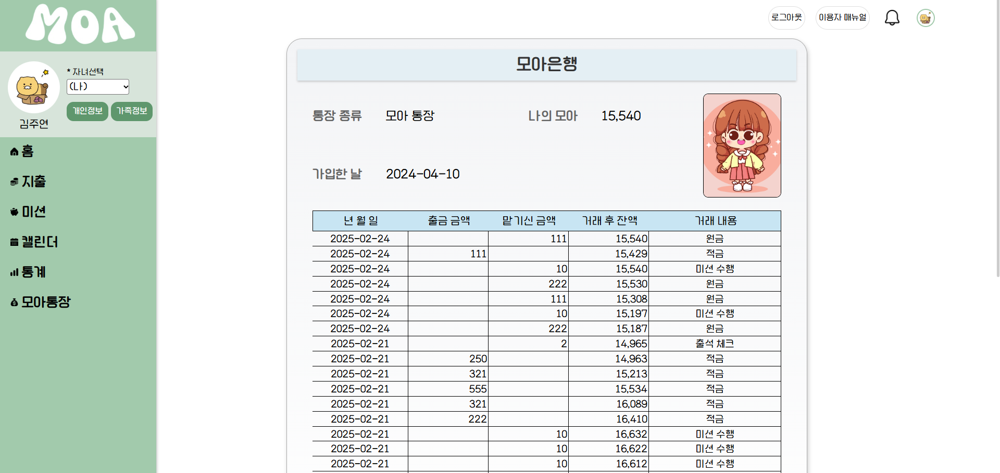 MOA
로그아웃 이용자 매뉴얼
* 자녀선택
(나)
개인정보 가족정보
김주연
홈
지출
미션
캘린더
통계
모아통장
모아은행
통장 종류 모아 통장 나의 모아 15,540
가입한 날 2024-04-10
년 월 일 출금 금액 맡기신 금액 거래 후 잔액 거래 내용
2025-02-24 111 15,540 원금
2025-02-24 111 15,429 적금
2025-02-24 10 15,540 미션 수행
2025-02-24 222 15,530 원금
2025-02-24 111 15,308 원금
2025-02-24 10 15,197 미션 수행
2025-02-24 222 15,187 원금
2025-02-21 2 14,965 출석 체크
2025-02-21 250 14,963 적금
2025-02-21 321 15,213 적금
2025-02-21 555 15,534 적금
2025-02-21 321 16,089 적금
2025-02-21 222 16,410 적금
2025-02-21 10 16,632 미션 수행
2025-02-21 10 16,622 미션 수행
2025-02-21 10 16,612 미션 수행